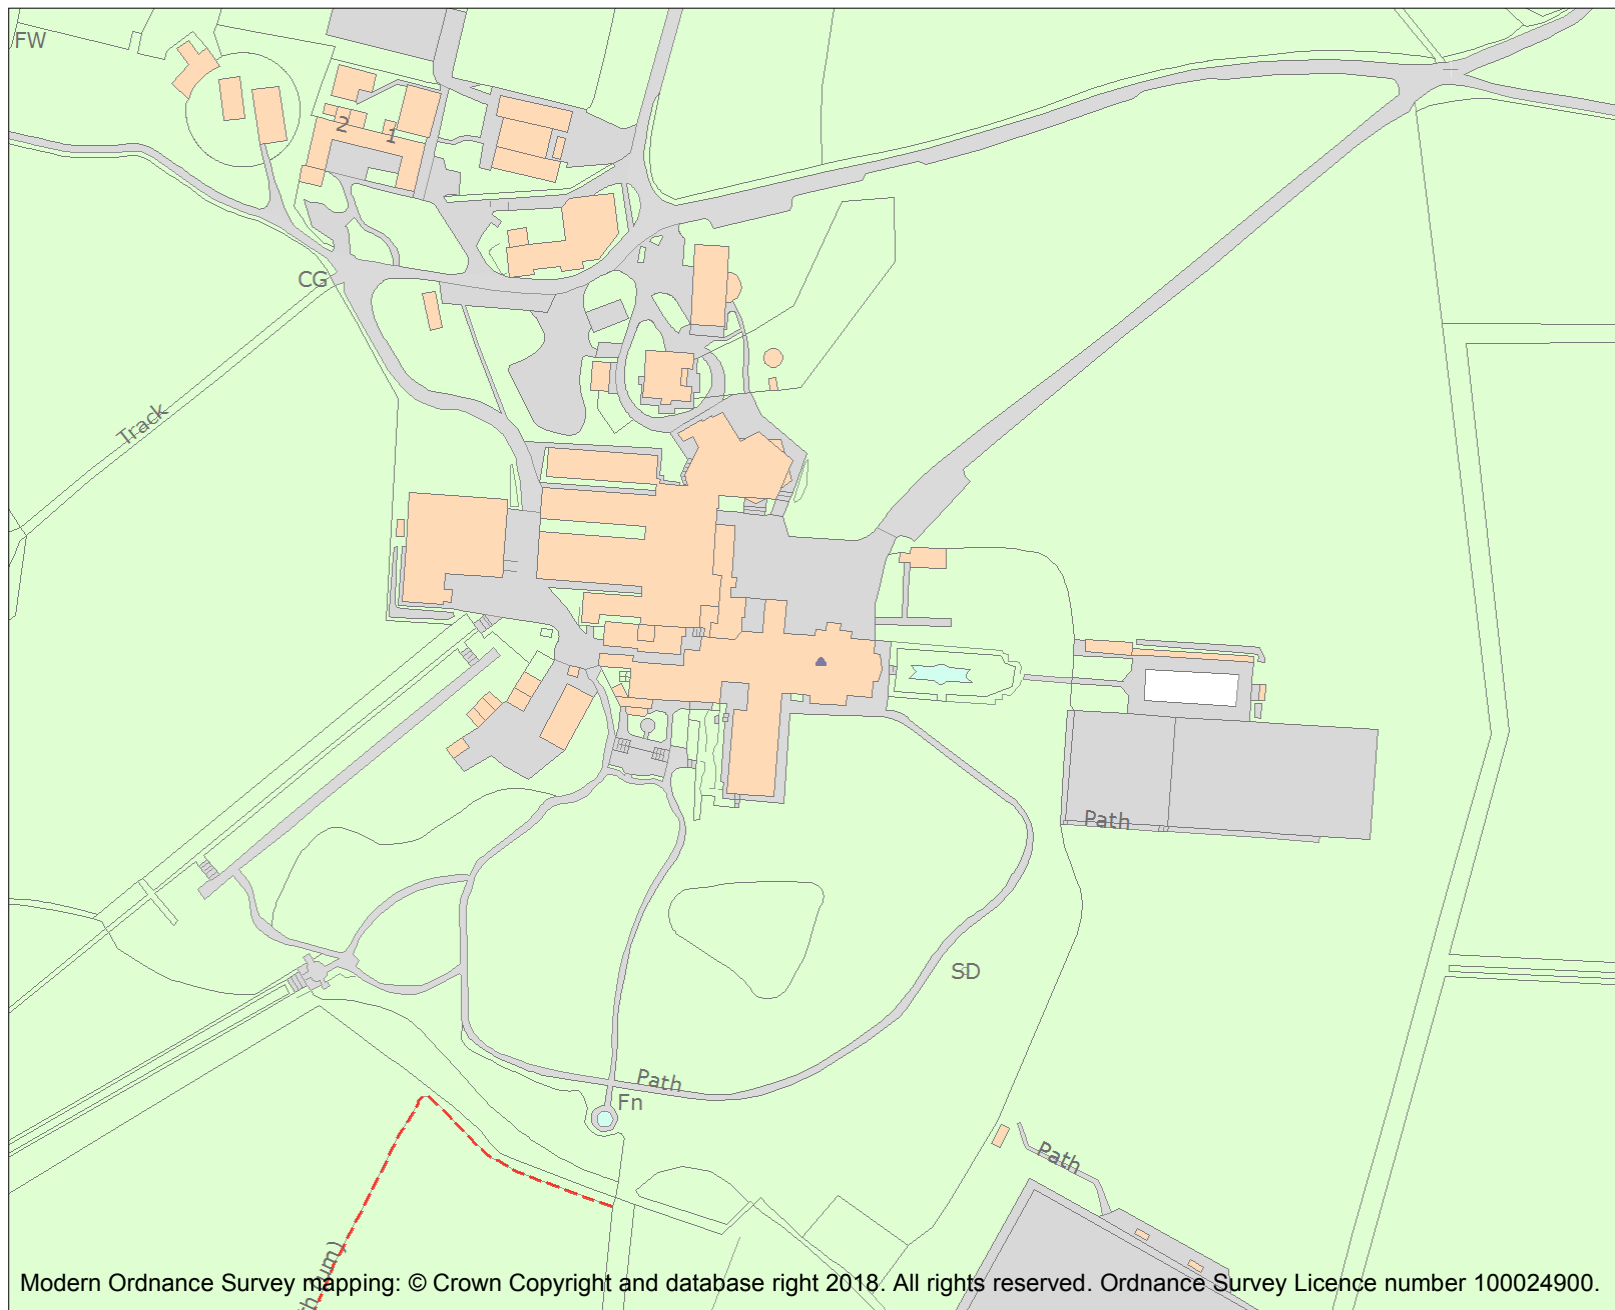 FW
2
1
CG
Track
Path
SD
Path
Fn
Path
Modern Ordnance Survey mapping: © Crown Copyright and database right 2018. All rights reserved. Ordnance Survey Licence number 100024900.